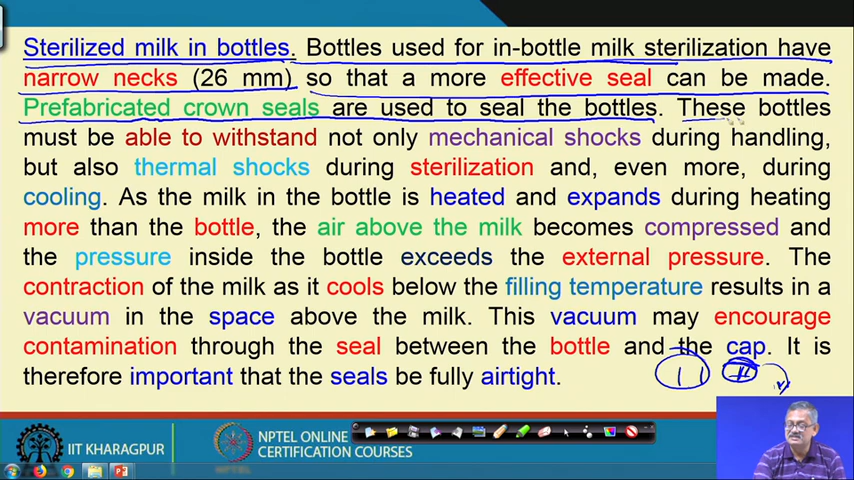 Sterilized milk in bottles. Bottles used for in-bottle milk sterilization have
narrow necks (26 mm) so that a more effective seal can be made.
Prefabricated crown seals are used to seal the bottles. These bottles
must be able to withstand not only mechanical shocks during handling,
but also thermal shocks during sterilization and, even more, during
cooling. As the milk in the bottle is heated and expands during heating
more than the bottle, the air above the milk becomes compressed and
the pressure inside the bottle exceeds the external pressure. The
contraction of the milk as it cools below the filling temperature results in a
vacuum in the space above the milk. This vacuum may encourage
contamination through the seal between the bottle and the cap. It is
therefore important that the seals be fully airtight.
IIT KHARAGPUR
NPTEL ONLINE
CERTIFICATION COURSES